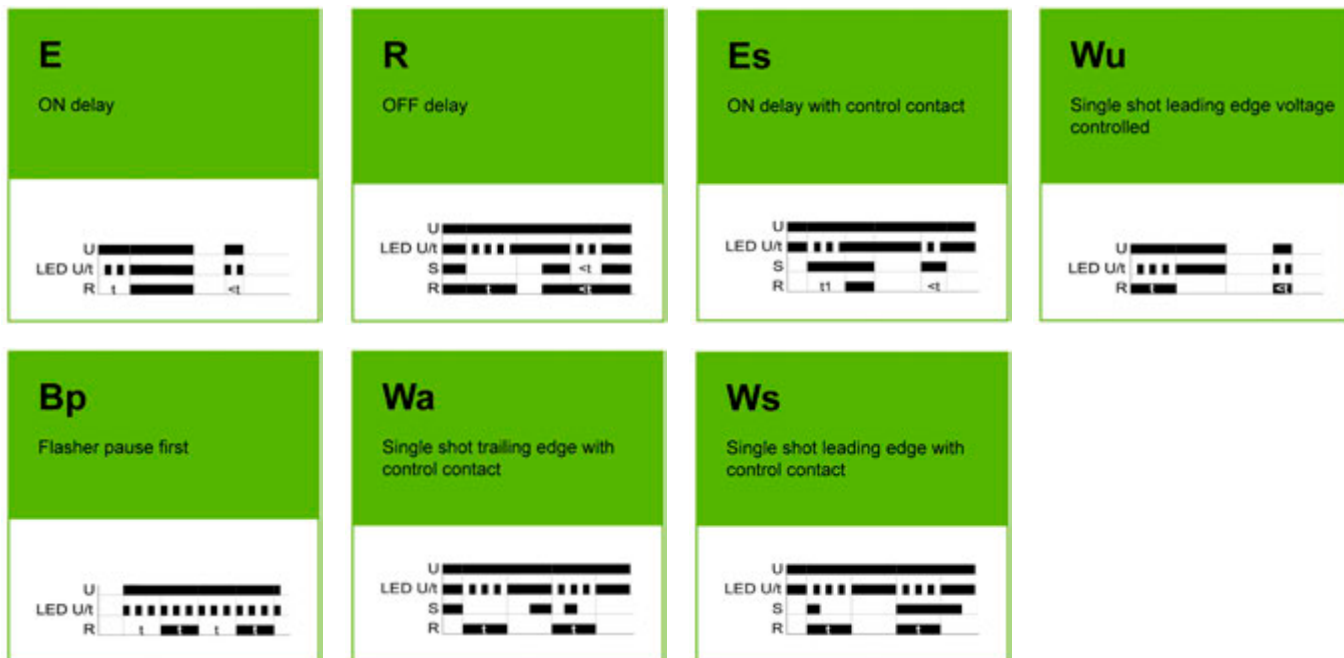 E
ON delay
U
LED U/t
R t <t
R
OFF delay
U
LED U/t
S <t
R t <t
Es
ON delay with control contact
U
LED U/t
S
R t1 <t
Wu
Single shot leading edge voltage
controlled
U
LED U/t
R t <t
Bp
Flasher pause first
U
LED U/t
R t t t t
Wa
Single shot trailing edge with
control contact
U
LED U/t
S
R t t
Ws
Single shot leading edge with
control contact
U
LED U/t
S
R t t